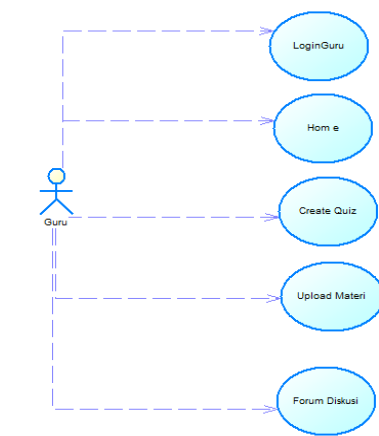 LoginGuru
Hom e
Guru
Create Quiz
Upload Materi
Forum Diskusi